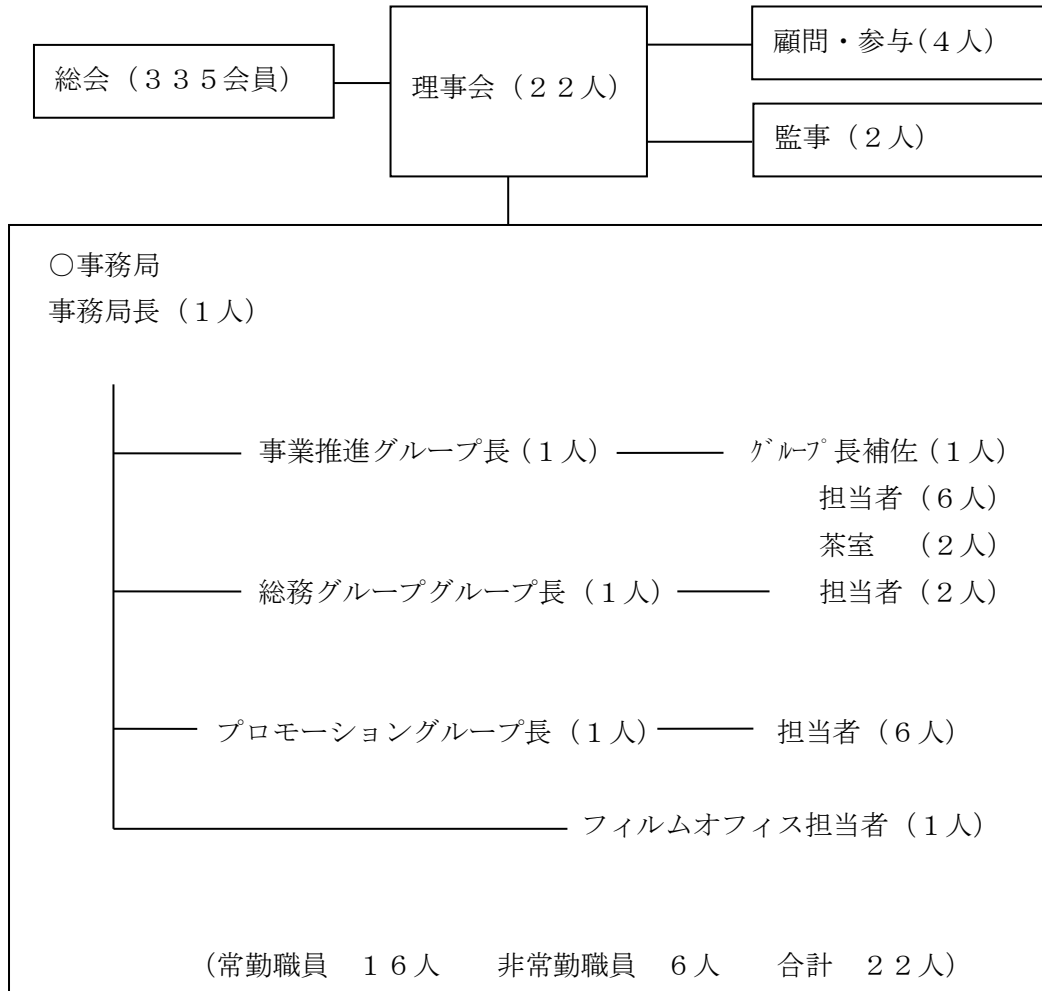 総会（３３５会員）
理事会（２２人）
顧問・参与（４人）
監事（２人）
○事務局
事務局長（１人）
事業推進グループ長（１人） ｸﾞﾙｰﾌﾟ長補佐（１人）
担当者（６人）
茶室　（２人）
総務グループグループ長（１人） 担当者（２人）
プロモーショングループ長（１人） 担当者（６人）
フィルムオフィス担当者（１人）
（常勤職員　１６人　　非常勤職員　６人　　合計　２２人）